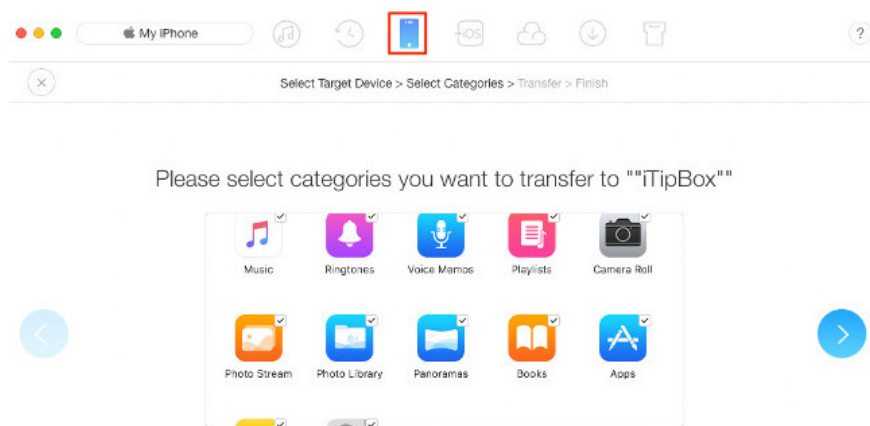 My iPhone
iOS
?
Select Target Device > Select Categories > Transfer > Finish
Please select categories you want to transfer to ""iTipBox""
Music Ringtones Voice Memos Playlists Camera Roll
Photo Stream Photo Library Panoramas Books Apps